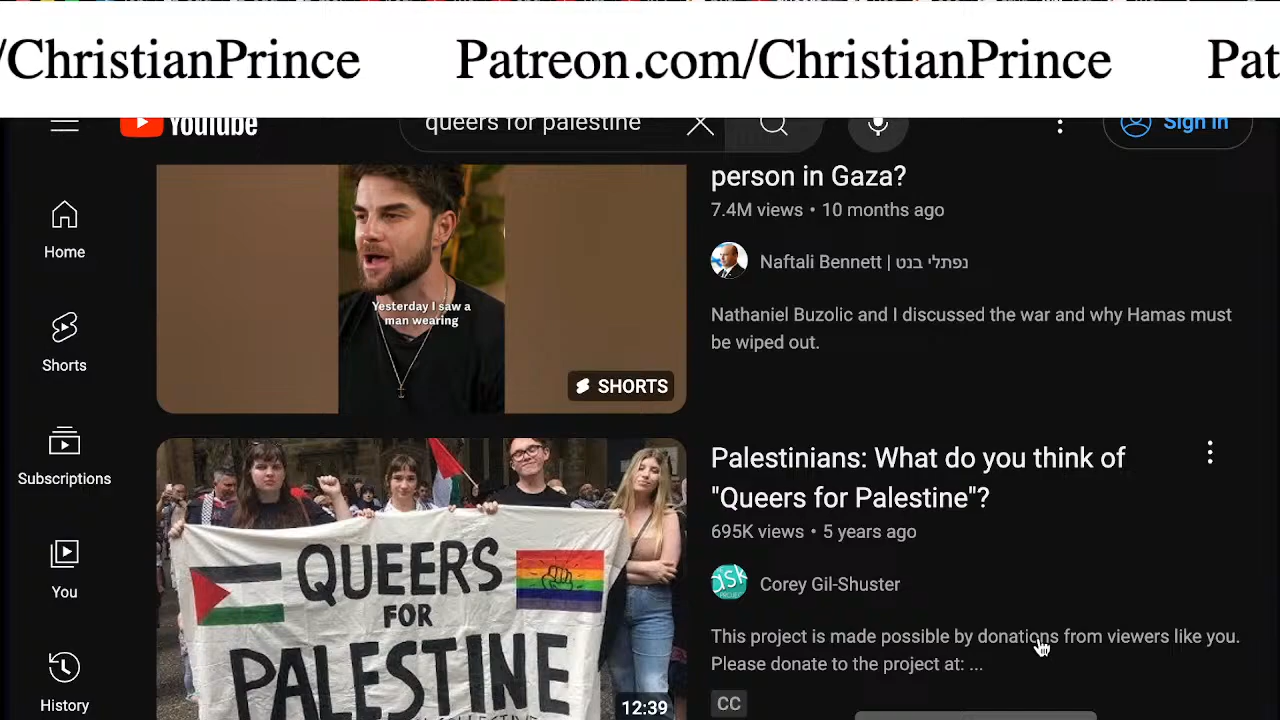 /ChristianPrince Patreon.com/ChristianPrince Pat
YouTube
queers for palestine
Sign in
person in Gaza?
7.4M views • 10 months ago
Naftali Bennett | נפתלי בנט
Nathaniel Buzolic and I discussed the war and why Hamas must
be wiped out.
Yesterday I saw a
man wearing
SHORTS
Home
Shorts
Subscriptions
You
History
Palestinians: What do you think of
"Queers for Palestine"?
695K views • 5 years ago
ask
Corey Gil-Shuster
This project is made possible by donations from viewers like you.
Please donate to the project at: ...
CC
QUEERS
FOR
PALESTINE
12:39